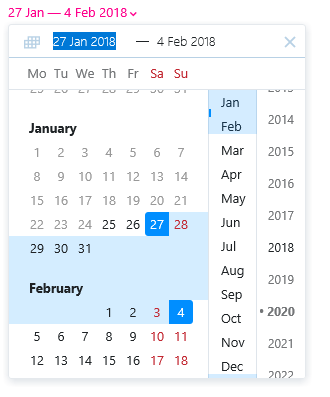 27 Jan — 4 Feb 2018
27 Jan 2018 — 4 Feb 2018
Mo Tu We Th Fr Sa Su
January
1 2 3 4 5 6 7
8 9 10 11 12 13 14
15 16 17 18 19 20 21
22 23 24 25 26 27 28
29 30 31
February
1 2 3 4
5 6 7 8 9 10 11
12 13 14 15 16 17 18
Jan
Feb
Mar
Apr
May
Jun
Jul
Aug
Sep
Oct
Nov
Dec
2014
2015
2016
2017
2018
2019
2020
2021
2022